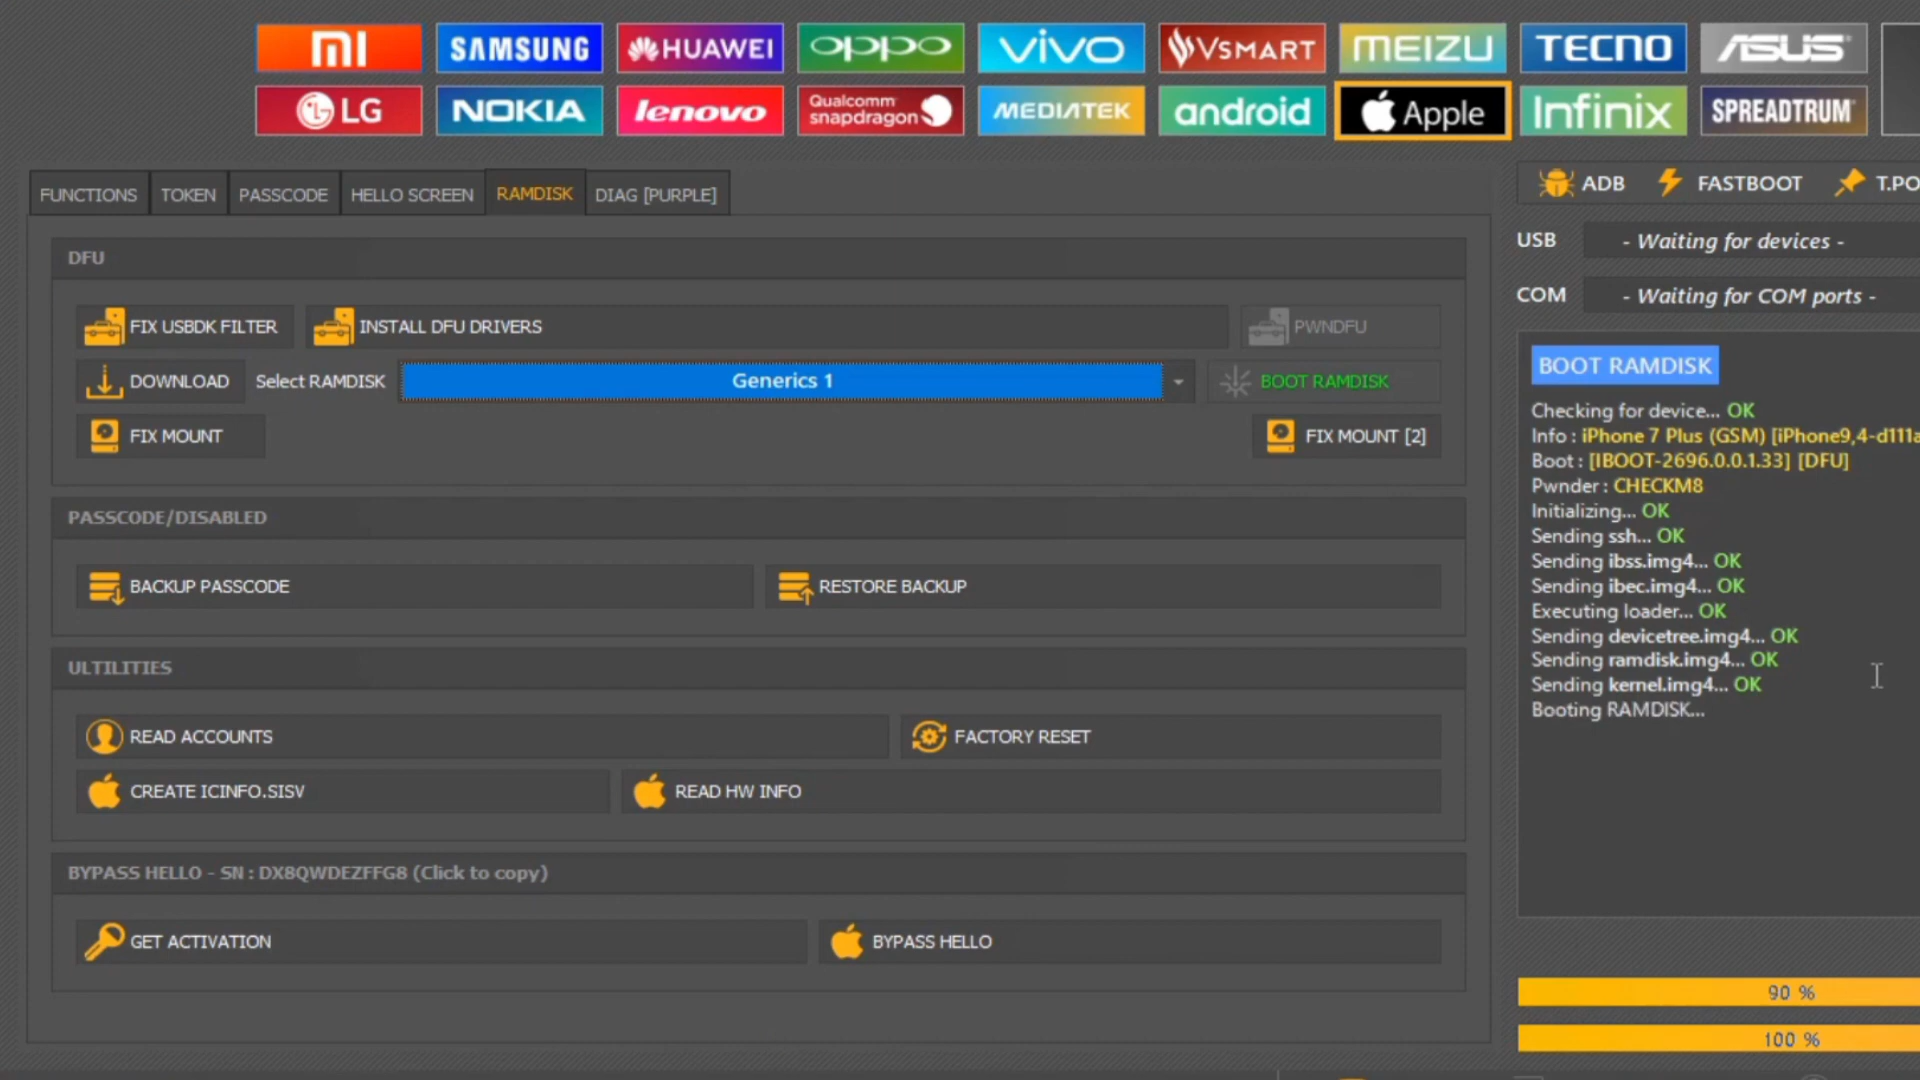 mi
SAMSUNG
HUAWEI
oppo
vivo
VSMART
MEIZU
TECNO
ASUS
LG
NOKIA
lenovo
Qualcomm
snapdragon
MEDIATEK
android
Apple
Infinix
SPREADTRUM
FUNCTIONS
TOKEN
PASSCODE
HELLO SCREEN
RAMDISK
DIAG [PURPLE]
ADB
FASTBOOT
T.PO
USB
- Waiting for devices -
COM
- Waiting for COM ports -
DFU
FIX USBDK FILTER
INSTALL DFU DRIVERS
PWNDFU
DOWNLOAD
Select RAMDISK
Generics 1
BOOT RAMDISK
FIX MOUNT
FIX MOUNT [2]
PASSCODE/DISABLED
BACKUP PASSCODE
RESTORE BACKUP
ULTILITIES
READ ACCOUNTS
FACTORY RESET
CREATE ICINFO.SISV
READ HW INFO
BYPASS HELLO - SN : DX8QWDEZFFG8 (Click to copy)
GET ACTIVATION
BYPASS HELLO
BOOT RAMDISK
Checking for device... OK
Info : iPhone 7 Plus (GSM) [iPhone9,4-d111a
Boot : [IBOOT-2696.0.0.1.33] [DFU]
Pwnder : CHECKM8
Initializing... OK
Sending ssh... OK
Sending ibss.img4... OK
Sending ibec.img4... OK
Executing loader... OK
Sending devicetree.img4... OK
Sending ramdisk.img4... OK
Sending kernel.img4... OK
Booting RAMDISK...
90 %
100 %